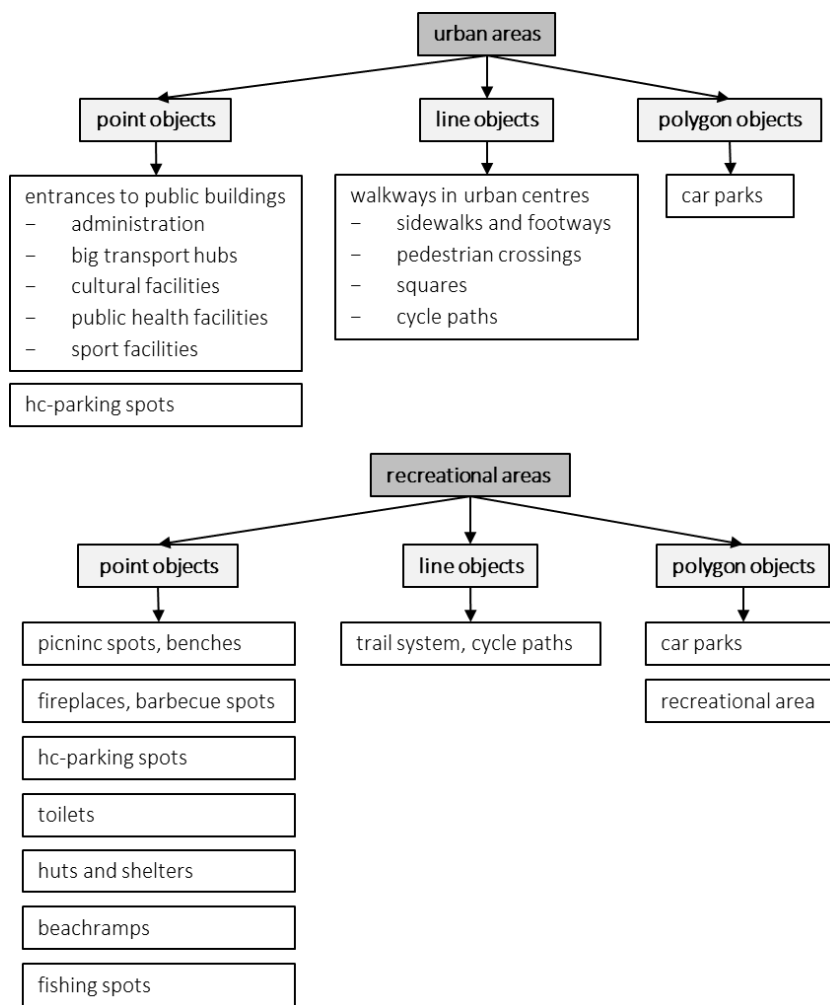 urban areas
point objects
line objects
polygon objects
entrances to public buildings
– administration
– big transport hubs
– cultural facilities
– public health facilities
– sport facilities
walkways in urban centres
– sidewalks and footways
– pedestrian crossings
– squares
– cycle paths
car parks
hc-parking spots
recreational areas
point objects
line objects
polygon objects
picninc spots, benches
trail system, cycle paths
car parks
fireplaces, barbecue spots
recreational area
hc-parking spots
toilets
huts and shelters
beachramps
fishing spots